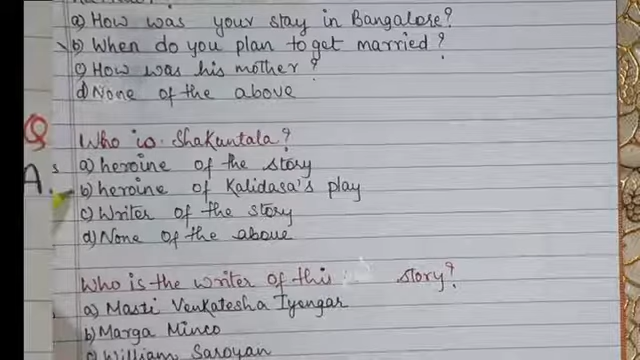 a) How was your stay in Bangalore?
b) When do you plan to get married?
c) How was his mother?
d) None of the above
Q Who is Shakuntala?
a) heroine of the story
A. b) heroine of Kalidasa's play
c) Writer of the story
d) None of the above
Who is the writer of this story?
a) Masti Venkatesha Iyengar
b) Marga Minco
c) William Saroyan